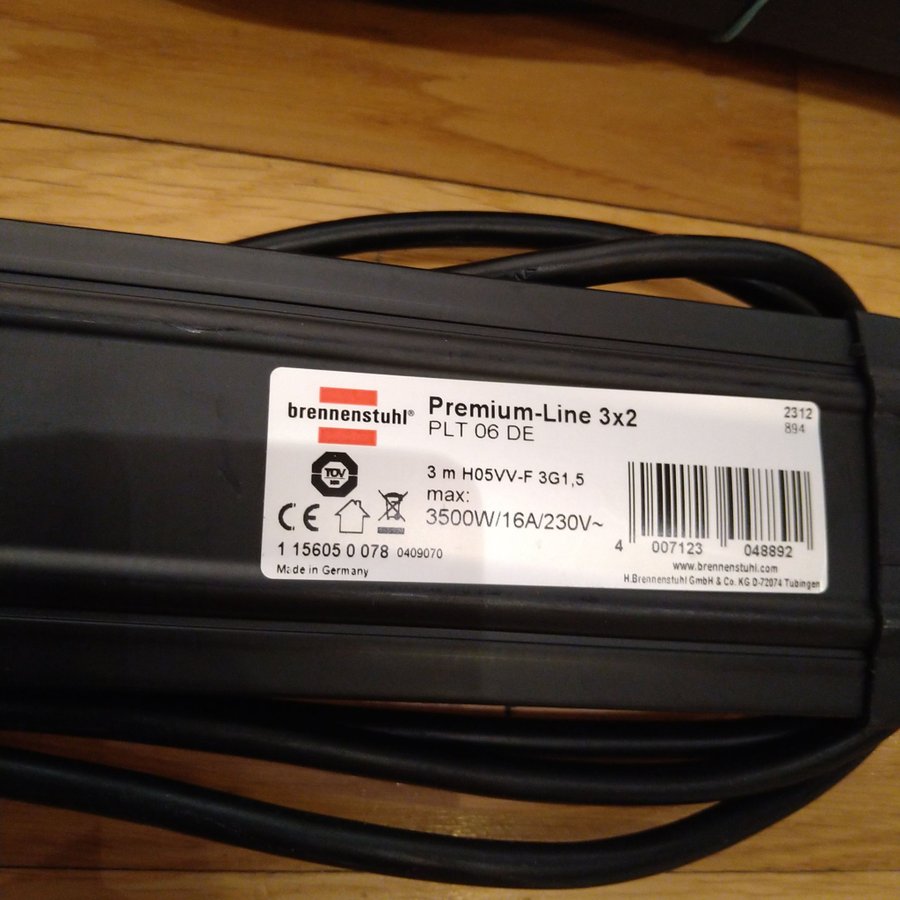 brennenstuhl®
Premium-Line 3x2
PLT 06 DE
2312
894
TÜV
3 m H05VV-F 3G1,5
max:
3500W/16A/230V~
CE
1 15605 0 078 0409070
Made in Germany
4 007123 048892
www.brennenstuhl.com
H.Brennenstuhl GmbH & Co. KG D-72074 Tübingen